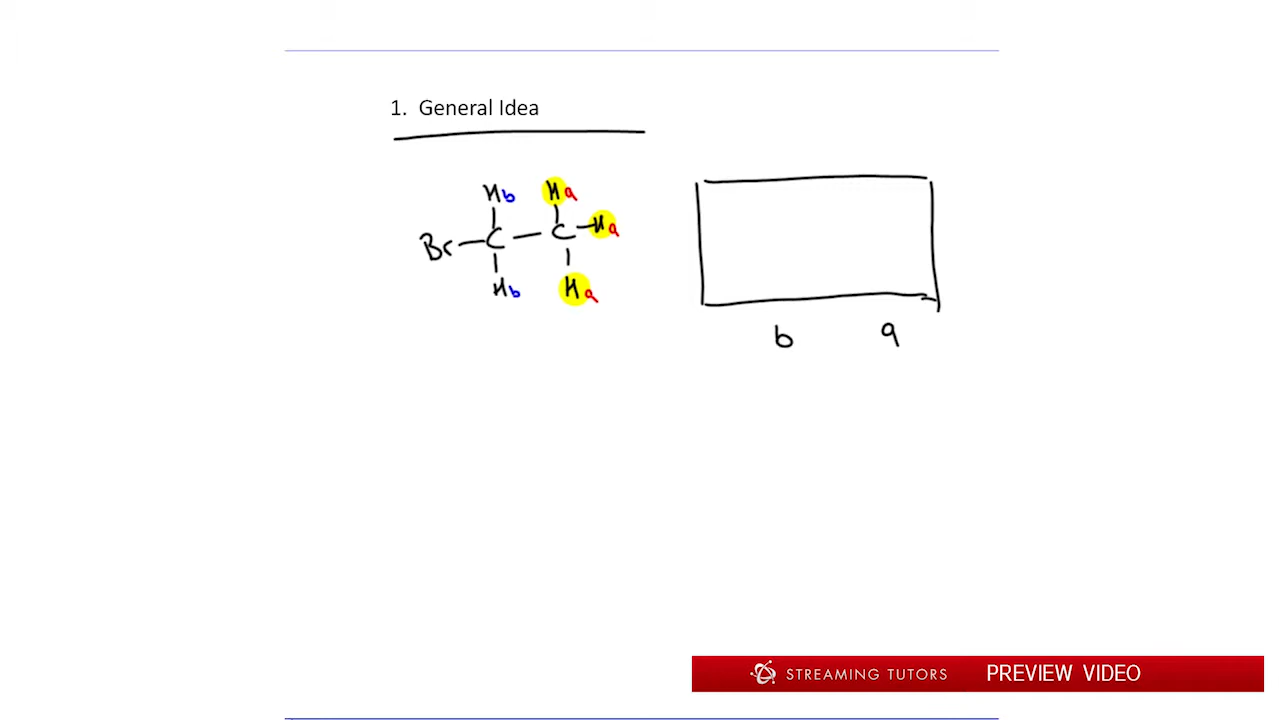 1. General Idea
Hb Ha
Br C C Ha
Hb Ha
b a
STREAMING TUTORS PREVIEW VIDEO